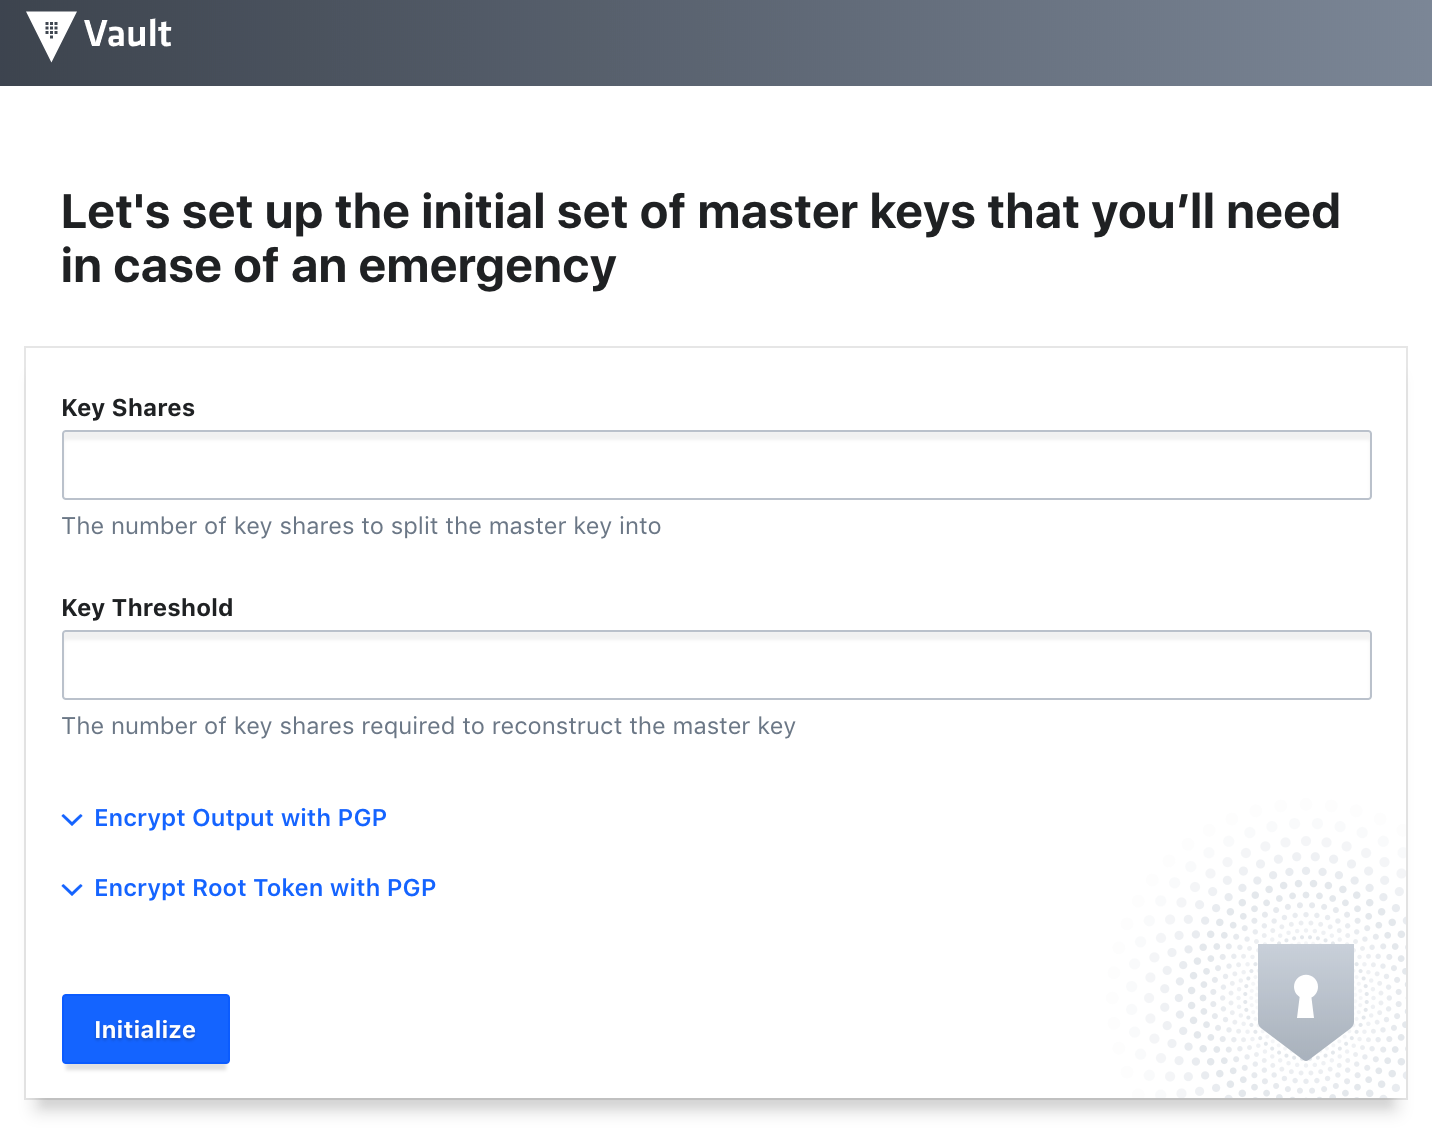 Vault
Let's set up the initial set of master keys that you’ll need
in case of an emergency
Key Shares
The number of key shares to split the master key into
Key Threshold
The number of key shares required to reconstruct the master key
Encrypt Output with PGP
Encrypt Root Token with PGP
Initialize